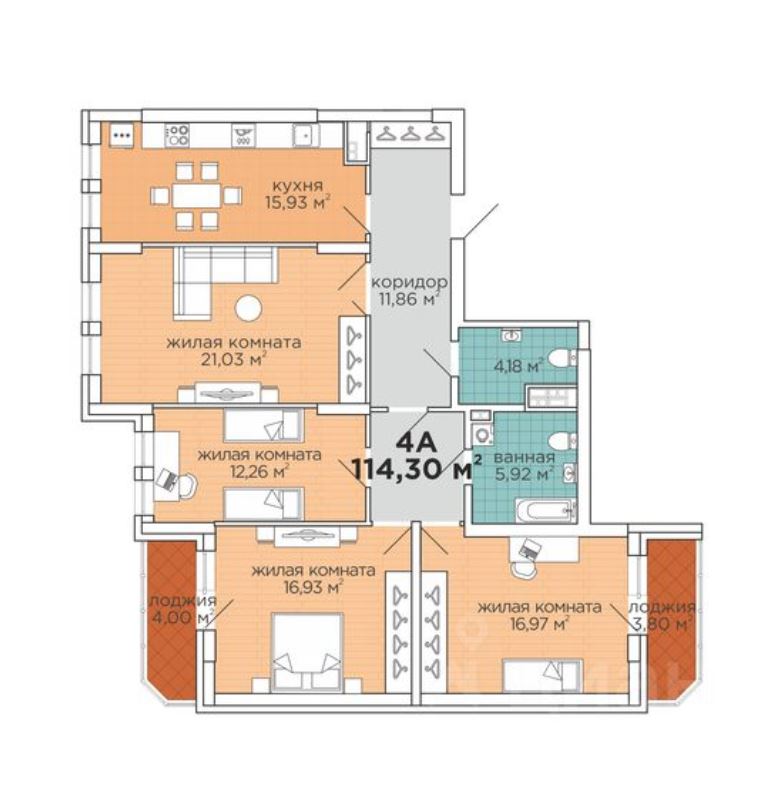 кухня
15,93 м²
коридор
11,86 м²
жилая комната
21,03 м²
4,18 м²
4А
114,30 м²
жилая комната
12,26 м²
ванная
5,92 м²
жилая комната
16,93 м²
лоджия
4,00 м²
жилая комната
16,97 м²
лоджия
3,80 м²